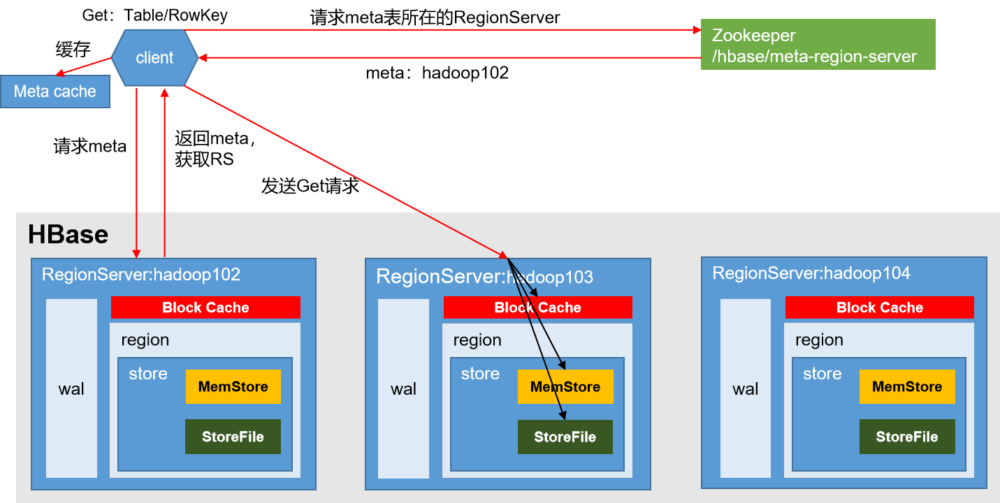 Get：Table/RowKey
请求meta表所在的RegionServer
Zookeeper
/hbase/meta-region-server
缓存
client
meta：hadoop102
Meta cache
请求meta
返回meta，
获取RS
发送Get请求
HBase
RegionServer:hadoop102
Block Cache
region
wal
store
MemStore
StoreFile
RegionServer:hadoop103
Block Cache
region
wal
store
MemStore
StoreFile
RegionServer:hadoop104
Block Cache
region
wal
store
MemStore
StoreFile